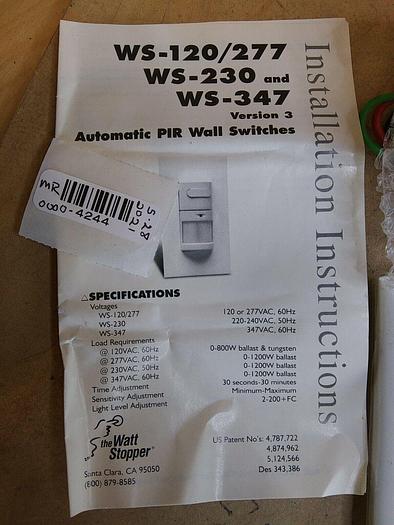 WS-120/277
WS-230 and
WS-347
Version 3
Automatic PIR Wall Switches
Installation Instructions
MR
0000-4244
5-28
2021
△SPECIFICATIONS
Voltages
WS-120/277 120 or 277VAC, 60Hz
WS-230 220-240VAC, 50Hz
WS-347 347VAC, 60Hz
Load Requirements
@ 120VAC, 60Hz 0-800W ballast & tungsten
@ 277VAC, 60Hz 0-1200W ballast
@ 230VAC, 50Hz 0-1200W ballast
@ 347VAC, 60Hz 0-1200W ballast
Time Adjustment 30 seconds-30 minutes
Sensitivity Adjustment Minimum-Maximum
Light Level Adjustment 2-200+FC
the Watt
Stopper
Santa Clara, CA 95050
(800) 879-8585
US Patent No's: 4,787,722
4,874,962
5,124,566
Des 343,386